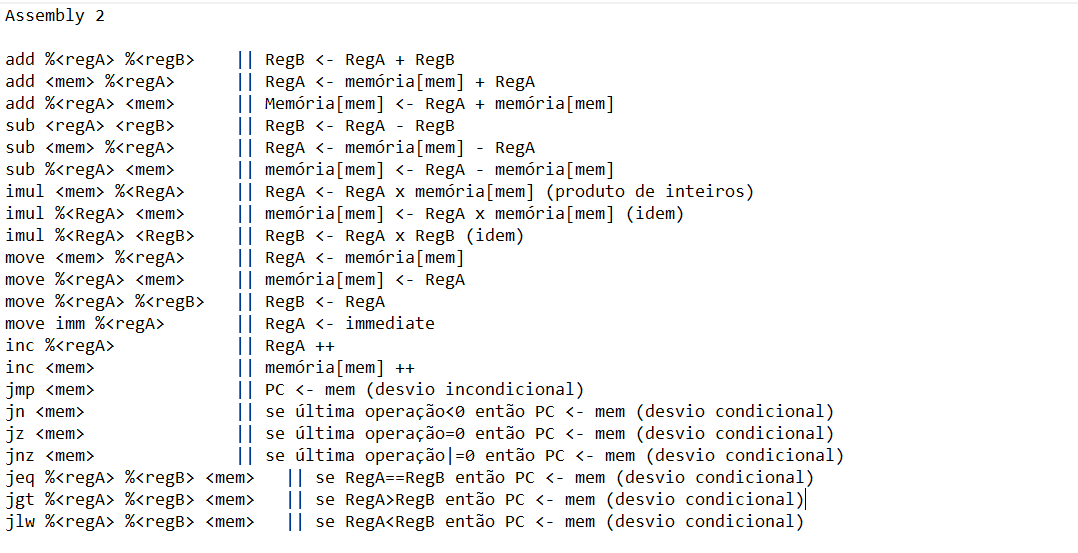 Assembly 2
add %<regA> %<regB> || RegB <- RegA + RegB
add <mem> %<regA> || RegA <- memória[mem] + RegA
add %<regA> <mem> || Memória[mem] <- RegA + memória[mem]
sub <regA> <regB> || RegB <- RegA - RegB
sub <mem> %<regA> || RegA <- memória[mem] - RegA
sub %<regA> <mem> || memória[mem] <- RegA - memória[mem]
imul <mem> %<RegA> || RegA <- RegA x memória[mem] (produto de inteiros)
imul %<RegA> <mem> || memória[mem] <- RegA x memória[mem] (idem)
imul %<RegA> <RegB> || RegB <- RegA x RegB (idem)
move <mem> %<regA> || RegA <- memória[mem]
move %<regA> <mem> || memória[mem] <- RegA
move %<regA> %<regB> || RegB <- RegA
move imm %<regA> || RegA <- immediate
inc %<regA> || RegA ++
inc <mem> || memória[mem] ++
jmp <mem> || PC <- mem (desvio incondicional)
jn <mem> || se última operação<0 então PC <- mem (desvio condicional)
jz <mem> || se última operação=0 então PC <- mem (desvio condicional)
jnz <mem> || se última operação|=0 então PC <- mem (desvio condicional)
jeq %<regA> %<regB> <mem> || se RegA==RegB então PC <- mem (desvio condicional)
jgt %<regA> %<regB> <mem> || se RegA>RegB então PC <- mem (desvio condicional)
jlw %<regA> %<regB> <mem> || se RegA<RegB então PC <- mem (desvio condicional)